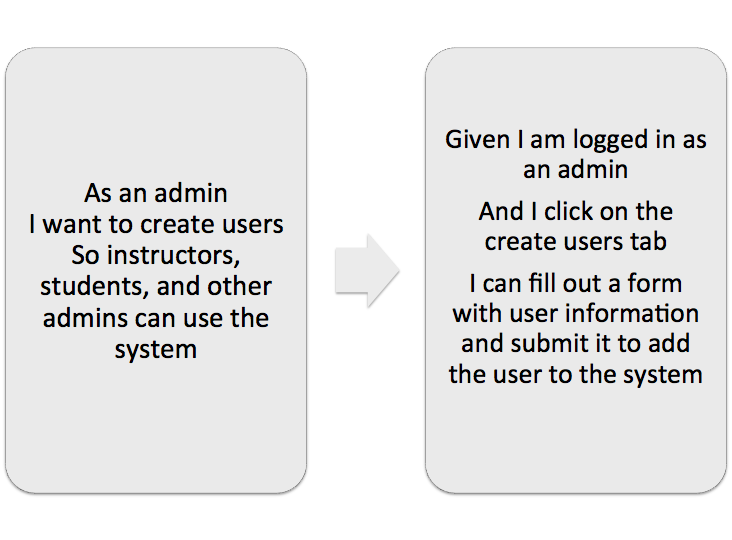 As an admin
I want to create users
So instructors,
students, and other
admins can use the
system
Given I am logged in as
an admin
And I click on the
create users tab
I can fill out a form
with user information
and submit it to add
the user to the system